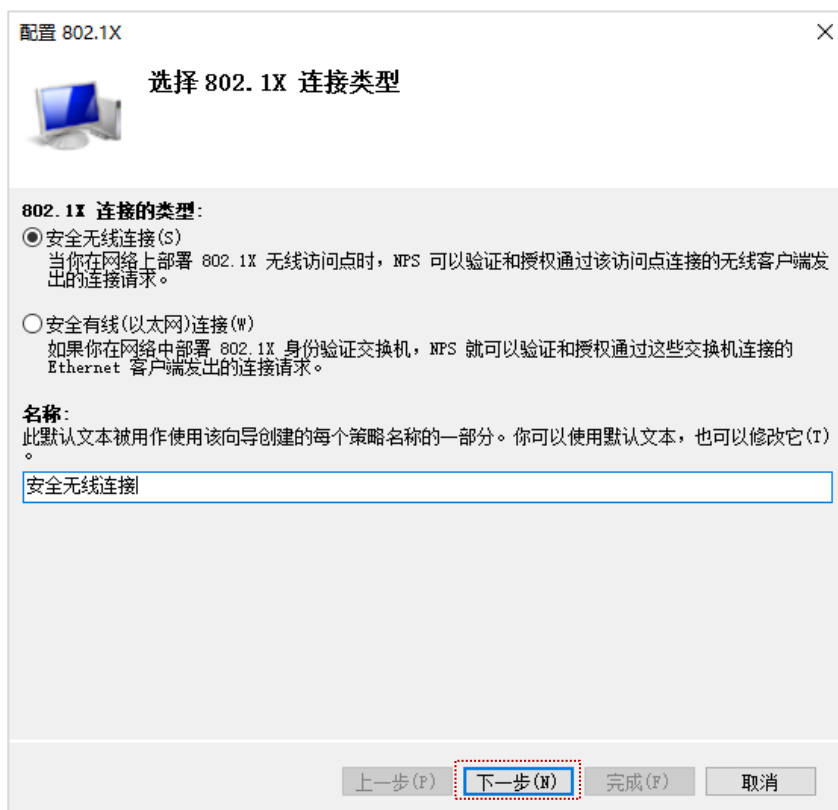 配置 802.1X
选择 802.1X 连接类型
802.1X 连接的类型:
安全无线连接(S)
当你在网络上部署 802.1X 无线访问点时，NPS 可以验证和授权通过该访问点连接的无线客户端发
出的连接请求。
安全有线(以太网)连接(W)
如果你在网络中部署 802.1X 身份验证交换机，NPS 就可以验证和授权通过这些交换机连接的
Ethernet 客户端发出的连接请求。
名称:
此默认文本被用作使用该向导创建的每个策略名称的一部分。你可以使用默认文本，也可以修改它(T)
。
安全无线连接
上一步(P) 下一步(N) 完成(F) 取消